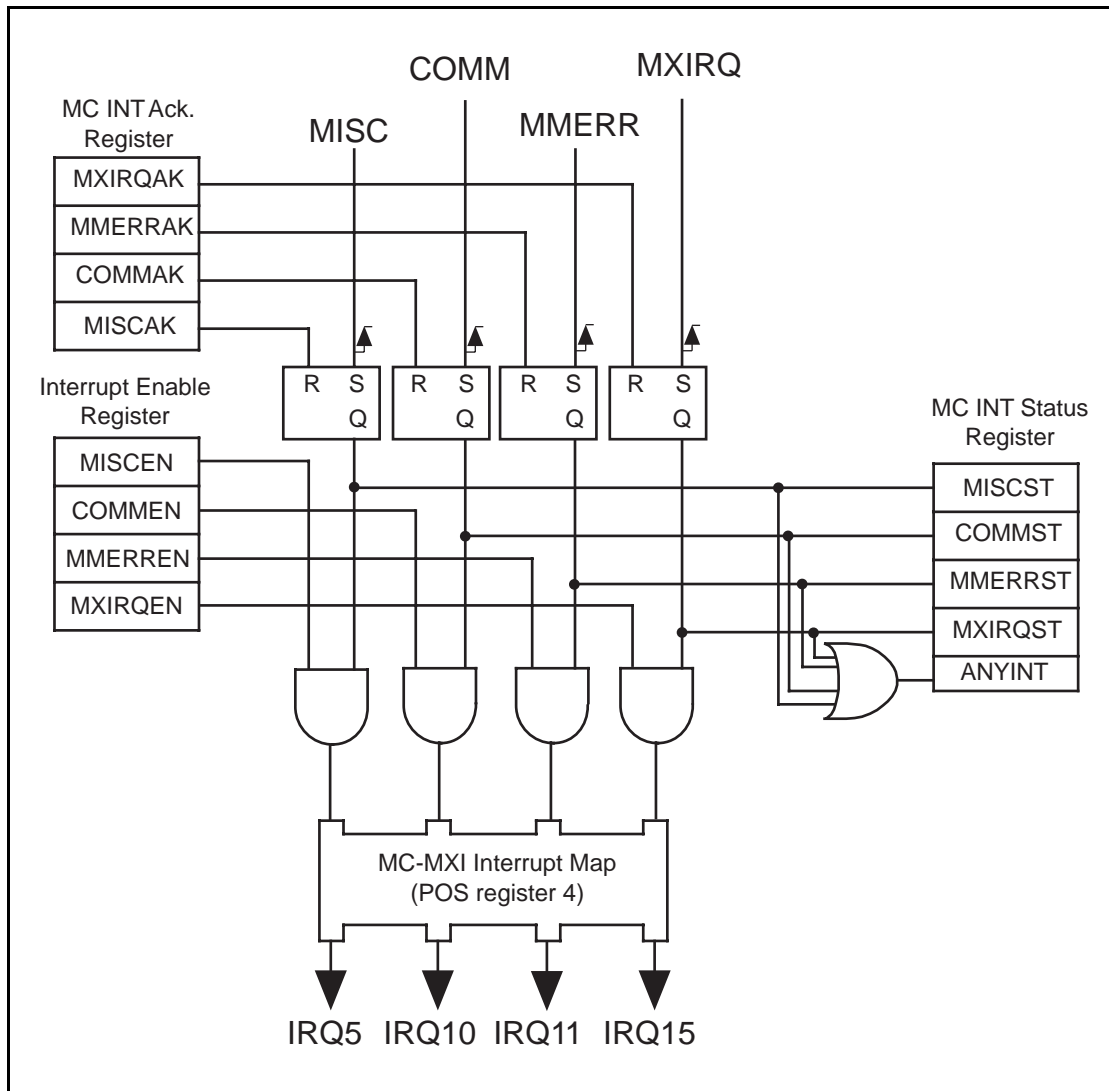 COMM
MXIRQ
MC INT Ack.
Register
MISC
MMERR
MXIRQAK
MMERRAK
COMMAK
MISCAK
R S
Q
R S
Q
R S
Q
R S
Q
Interrupt Enable
Register
MISCEN
COMMEN
MMERREN
MXIRQEN
MC INT Status
Register
MISCST
COMMST
MMERRST
MXIRQST
ANYINT
MC-MXI Interrupt Map
(POS register 4)
IRQ5 IRQ10 IRQ11 IRQ15